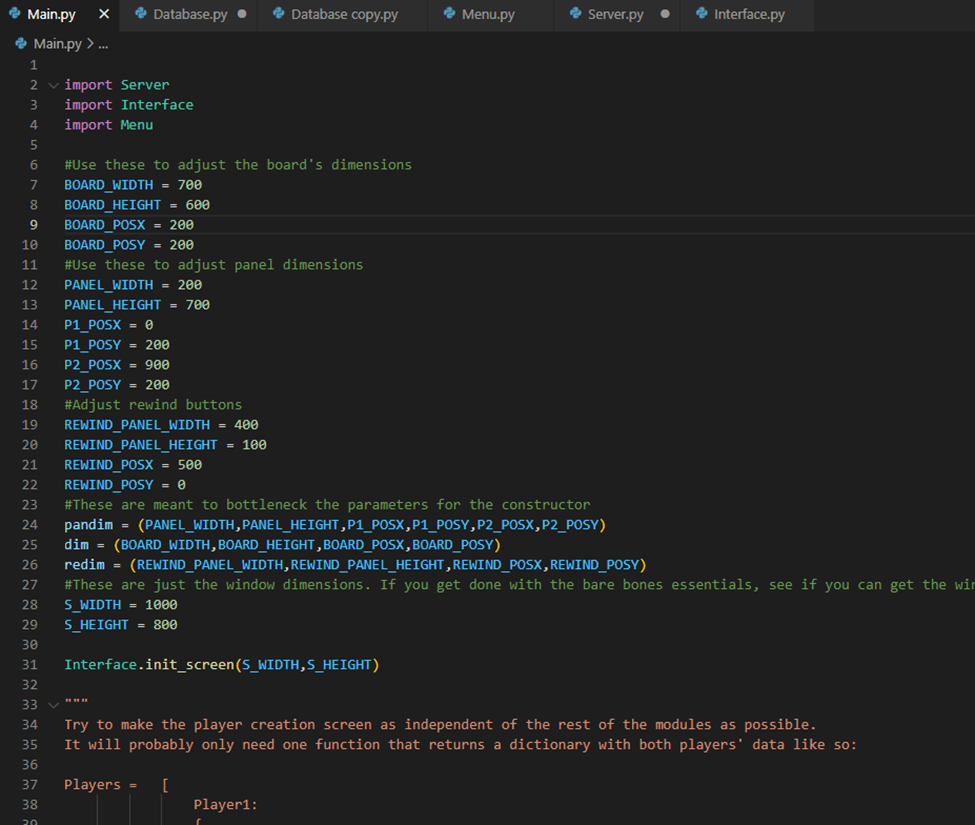 Main.py Database.py Database copy.py Menu.py Server.py Interface.py
Main.py > ...
1
2 import Server
3 import Interface
4 import Menu
5
6 #Use these to adjust the board's dimensions
7 BOARD_WIDTH = 700
8 BOARD_HEIGHT = 600
9 BOARD_POSX = 200
10 BOARD_POSY = 200
11 #Use these to adjust panel dimensions
12 PANEL_WIDTH = 200
13 PANEL_HEIGHT = 700
14 P1_POSX = 0
15 P1_POSY = 200
16 P2_POSX = 900
17 P2_POSY = 200
18 #Adjust rewind buttons
19 REWIND_PANEL_WIDTH = 400
20 REWIND_PANEL_HEIGHT = 100
21 REWIND_POSX = 500
22 REWIND_POSY = 0
23 #These are meant to bottleneck the parameters for the constructor
24 pandim = (PANEL_WIDTH,PANEL_HEIGHT,P1_POSX,P1_POSY,P2_POSX,P2_POSY)
25 dim = (BOARD_WIDTH,BOARD_HEIGHT,BOARD_POSX,BOARD_POSY)
26 redim = (REWIND_PANEL_WIDTH,REWIND_PANEL_HEIGHT,REWIND_POSX,REWIND_POSY)
27 #These are just the window dimensions. If you get done with the bare bones essentials, see if you can get the
28 S_WIDTH = 1000
29 S_HEIGHT = 800
30
31 Interface.init_screen(S_WIDTH,S_HEIGHT)
32
33 """
34 Try to make the player creation screen as independent of the rest of the modules as possible.
35 It will probably only need one function that returns a dictionary with both players' data like so:
36
37 Players = [
38 Player1:
39 {